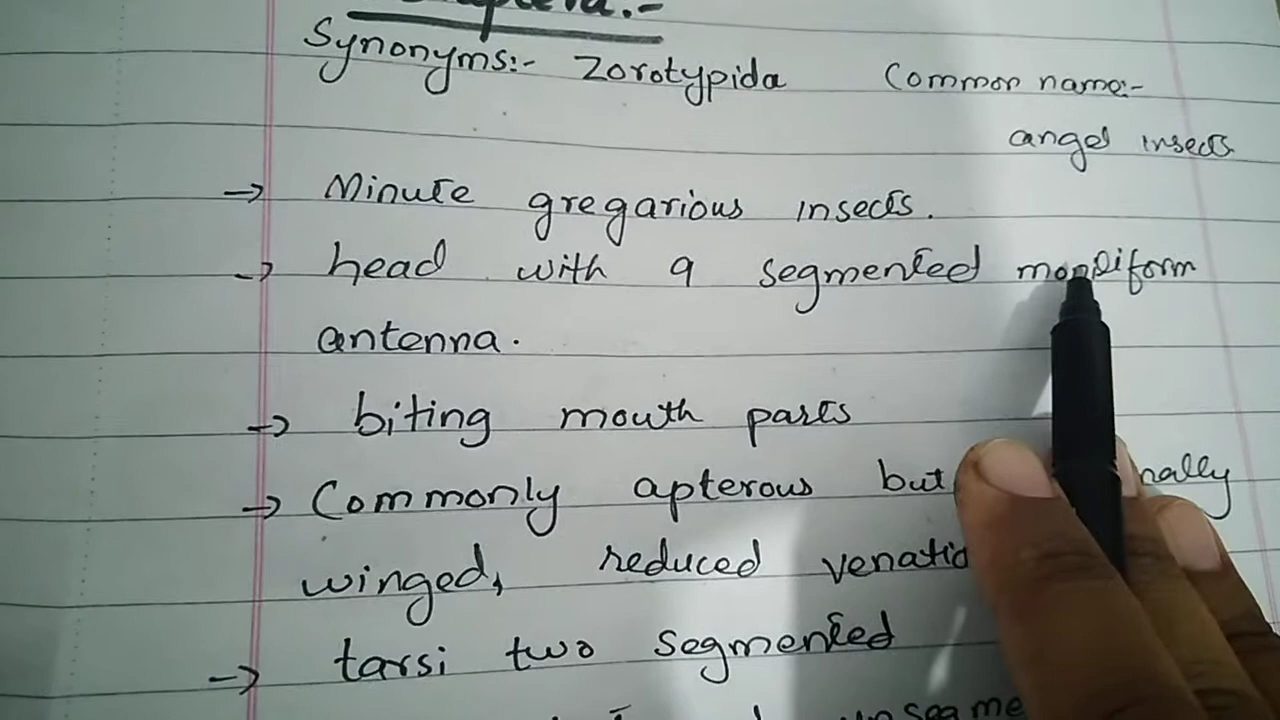 Synonyms:- Zorotypida Common name:-
angel insects.
→ Minute gregarious insects.
→ head with 9 segmented moniliform
antenna.
→ biting mouth parts
→ Commonly apterous but
winged, reduced
→ tarsi two segmented